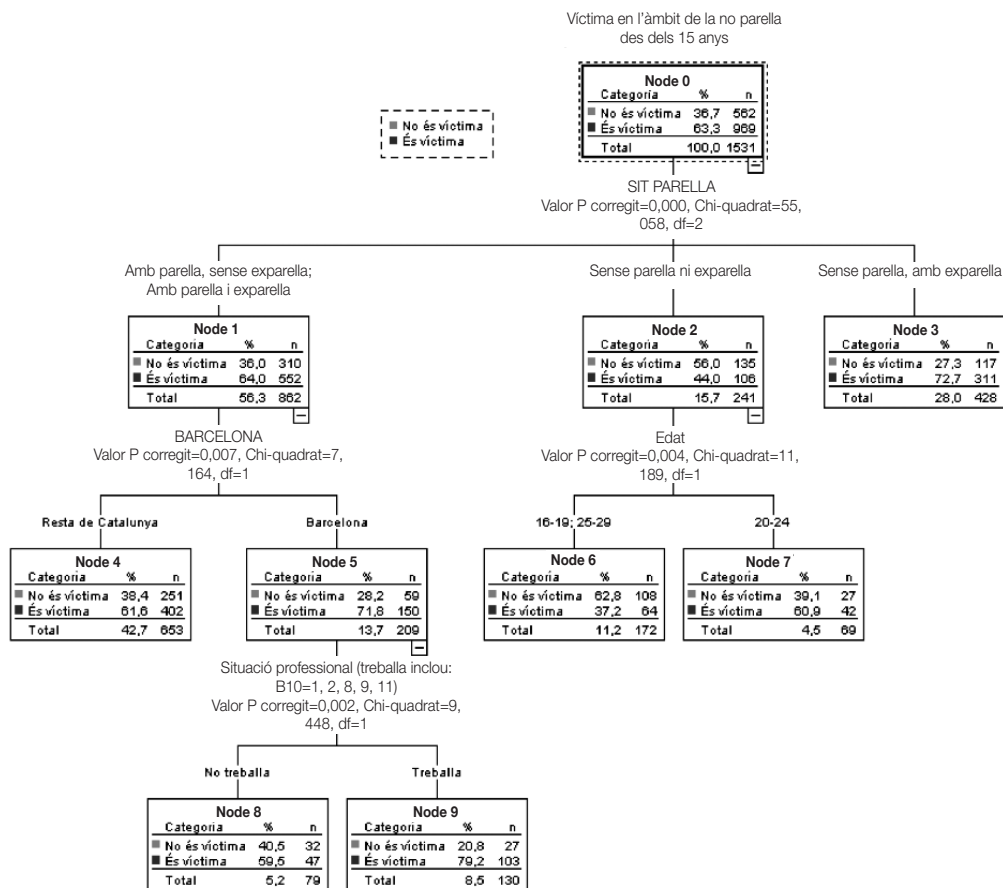 Víctima en l'àmbit de la no parella
des dels 15 anys
Node 0
Categoría % n
No és víctima 36,7 562
És víctima 63,3 969
Total 100,0 1531
No és víctima
És víctima
SIT PARELLA
Valor P corregit=0,000, Chi-quadrat=55,
058, df=2
Amb parella, sense exparella;
Amb parella i exparella
Sense parella ni exparella
Sense parella, amb exparella
Node 1
Categoria % n
No és víctima 36,0 310
És víctima 64,0 552
Total 56,3 862
Node 2
Categoria % n
No és víctima 56,0 135
És víctima 44,0 106
Total 15,7 241
Node 3
Categoria % n
No és víctima 27,3 117
És víctima 72,7 311
Total 28,0 428
BARCELONA
Valor P corregit=0,007, Chi-quadrat=7,
164, df=1
Edat
Valor P corregit=0,004, Chi-quadrat=11,
189, df=1
Resta de Catalunya
Barcelona
16-19; 25-29
20-24
Node 4
Categoria % n
No és víctima 38,4 251
És víctima 61,6 402
Total 42,7 653
Node 5
Categoria % n
No és víctima 28,2 59
És víctima 71,8 150
Total 13,7 209
Node 6
Categoria % n
No és víctima 62,8 108
És víctima 37,2 64
Total 11,2 172
Node 7
Categoria % n
No és víctima 39,1 27
És víctima 60,9 42
Total 4,5 69
Situació professional (treballa inclou:
B10=1, 2, 8, 9, 11)
Valor P corregit=0,002, Chi-quadrat=9,
448, df=1
No treballa
Treballa
Node 8
Categoria % n
No és víctima 40,5 32
És víctima 59,5 47
Total 5,2 79
Node 9
Categoria % n
No és víctima 20,8 27
És víctima 79,2 103
Total 8,5 130